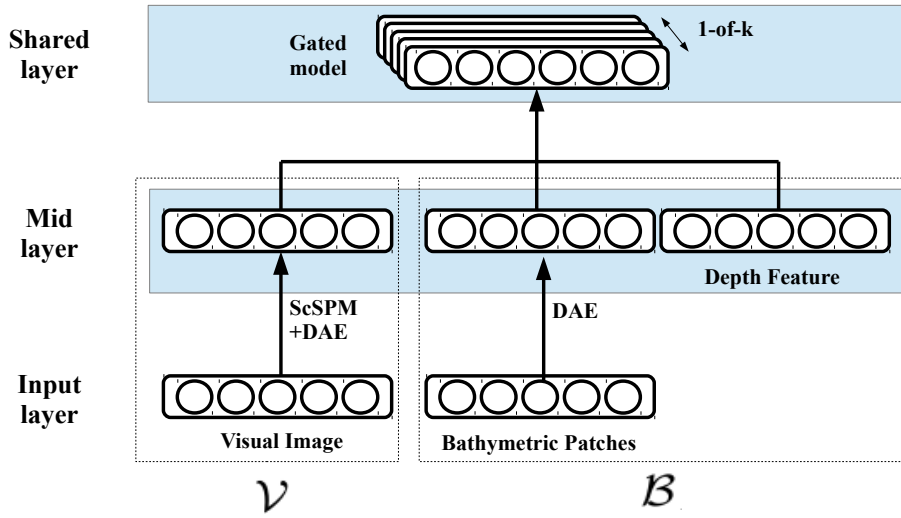 Shared
layer
Gated
model
1-of-k
Mid
layer
Depth Feature
ScSPM
+DAE
DAE
Input
layer
Visual Image
Bathymetric Patches
𝒱
ℬ